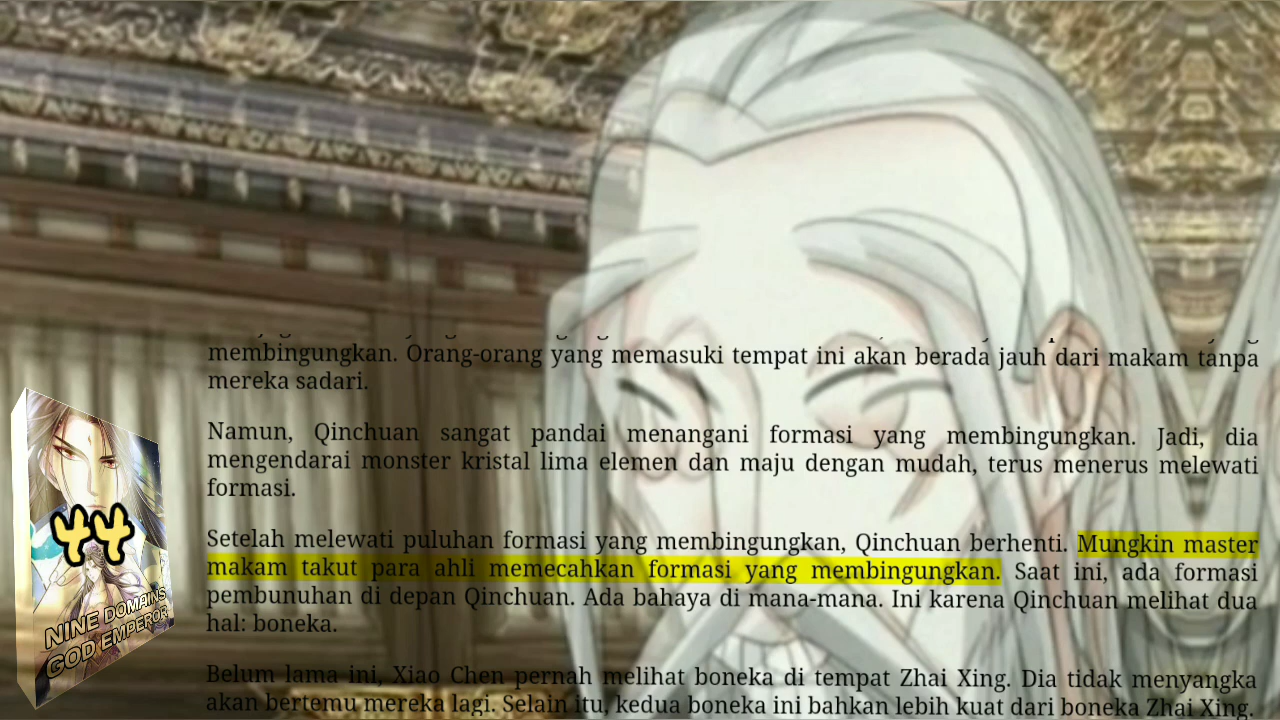 membingungkan. Orang-orang yang memasuki tempat ini akan berada jauh dari makam tanpa
mereka sadari.
Namun, Qinchuan sangat pandai menangani formasi yang membingungkan. Jadi, dia
mengendarai monster kristal lima elemen dan maju dengan mudah, terus menerus melewati
formasi.
Setelah melewati puluhan formasi yang membingungkan, Qinchuan berhenti. Mungkin master
makam takut para ahli memecahkan formasi yang membingungkan. Saat ini, ada formasi
pembunuhan di depan Qinchuan. Ada bahaya di mana-mana. Ini karena Qinchuan melihat dua
hal: boneka.
Belum lama ini, Xiao Chen pernah melihat boneka di tempat Zhai Xing. Dia tidak menyangka
akan bertemu mereka lagi. Selain itu, kedua boneka ini bahkan lebih kuat dari boneka Zhai Xing.
44
NINE DOMAINS
GOD EMPEROR